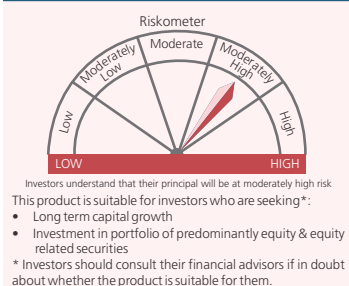 Riskometer
Low
Moderately
Low
Moderate
Moderately
High
High
LOW HIGH
Investors understand that their principal will be at moderately high risk
This product is suitable for investors who are seeking*:
• Long term capital growth
• Investment in portfolio of predominantly equity & equity
related securities
* Investors should consult their financial advisors if in doubt
about whether the product is suitable for them.